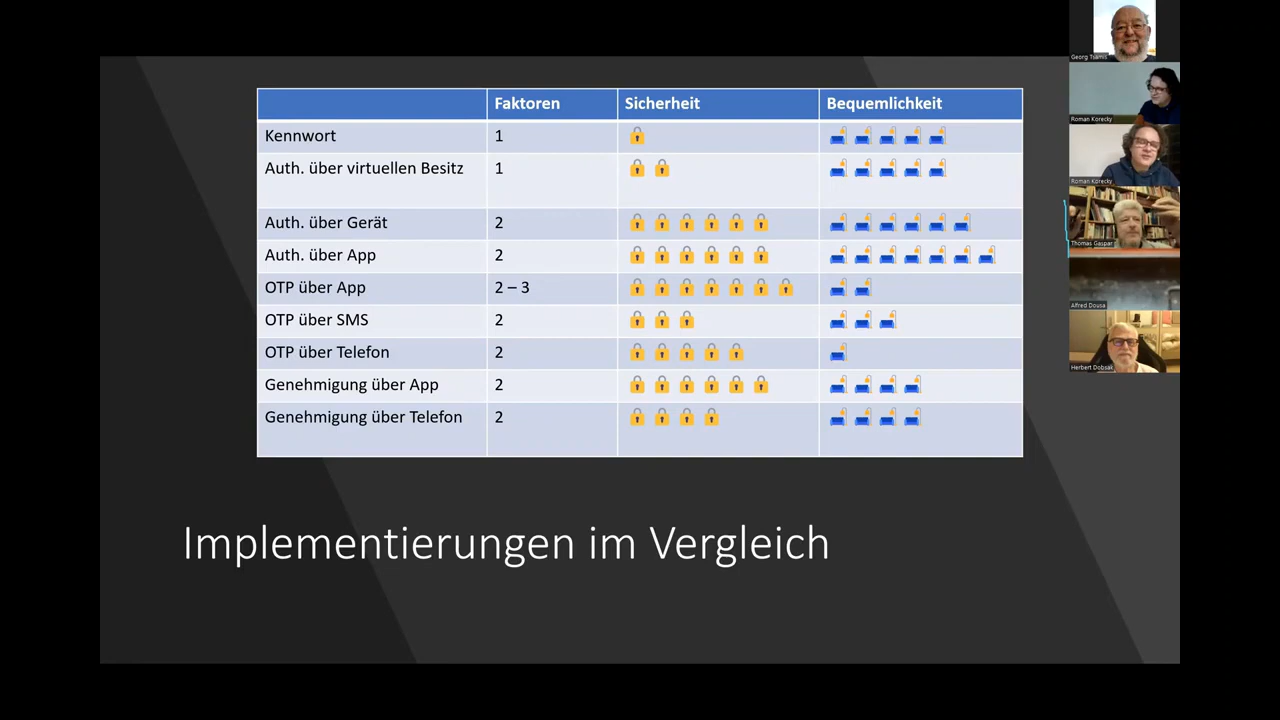 Faktoren Sicherheit Bequemlichkeit
Kennwort 1
Auth. über virtuellen Besitz 1
Auth. über Gerät 2
Auth. über App 2
OTP über App 2 – 3
OTP über SMS 2
OTP über Telefon 2
Genehmigung über App 2
Genehmigung über Telefon 2
Implementierungen im Vergleich
Georg Tsamis
Roman Korecky
Roman Korecky
Thomas Gaspar
Alfred Dousa
Herbert Dobsak